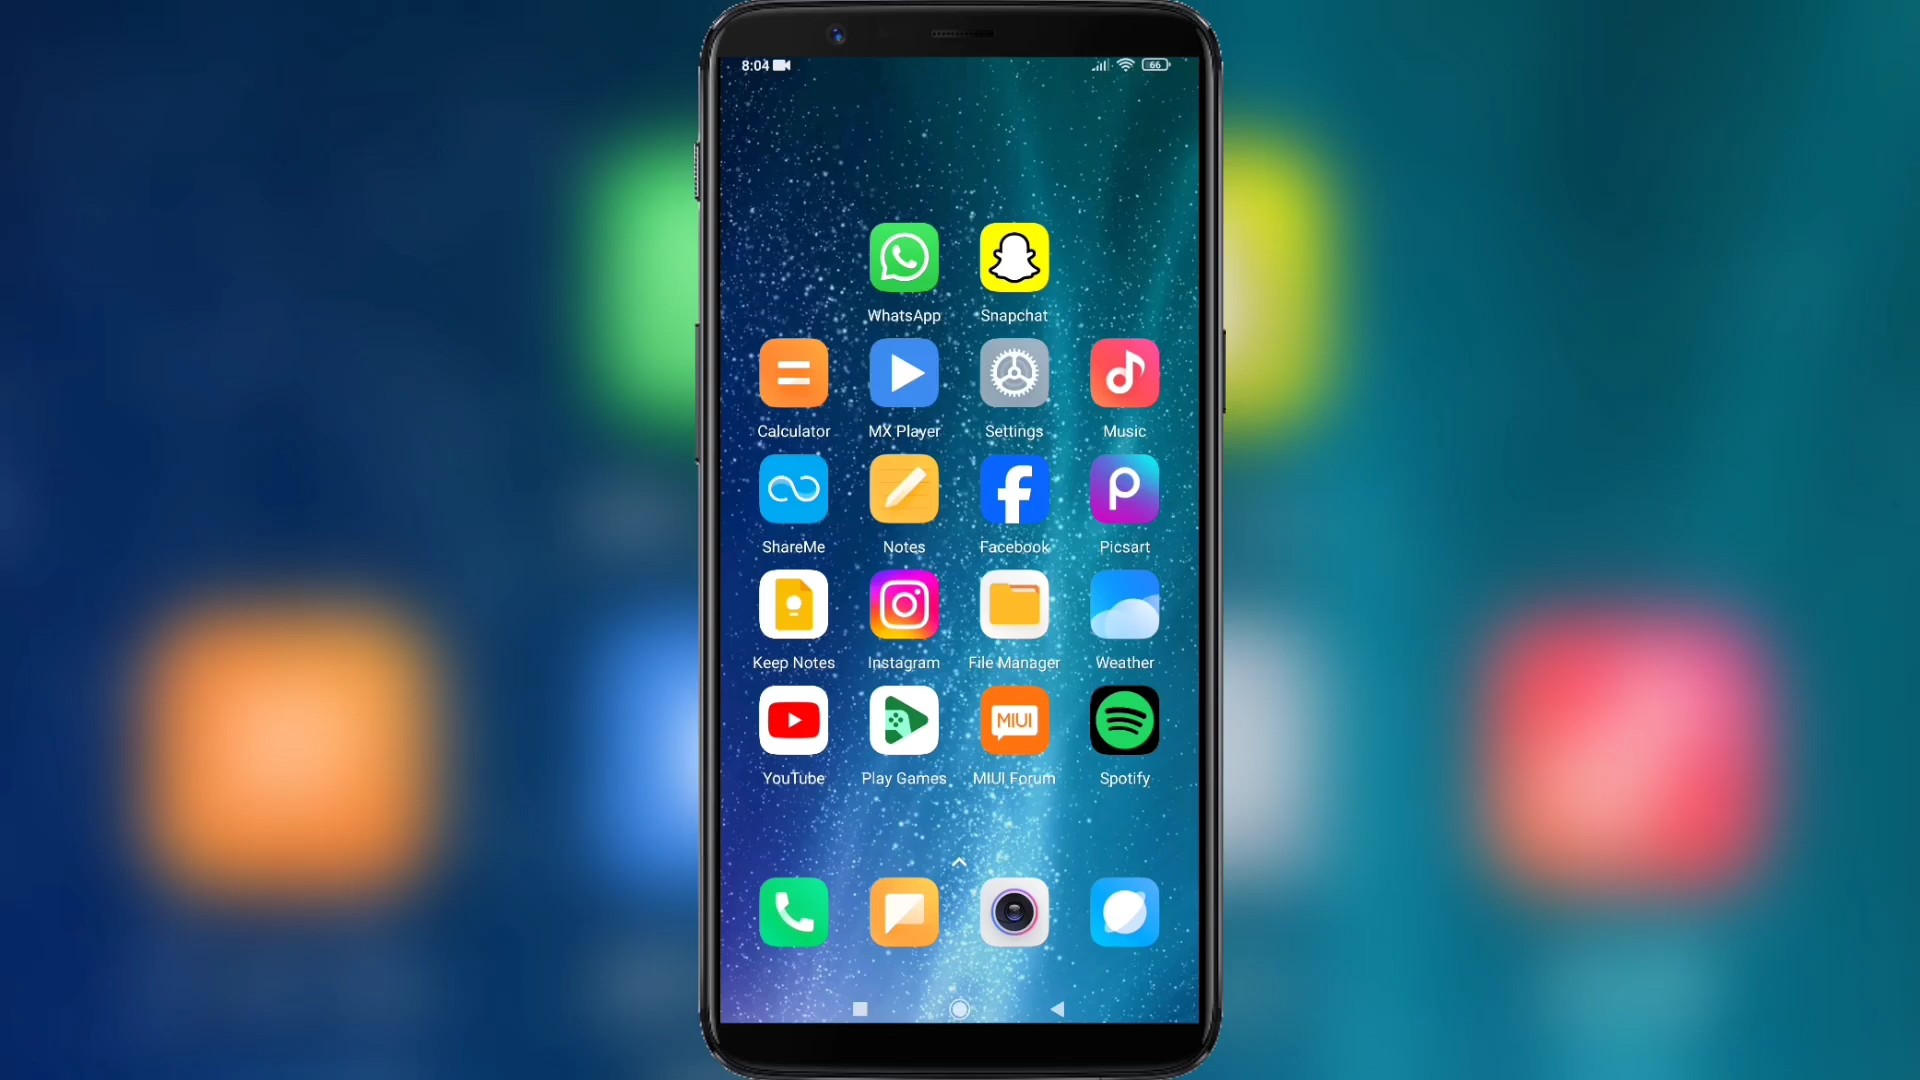 8:04
66
WhatsApp Snapchat
Calculator MX Player Settings Music
ShareMe Notes Facebook Picsart
Keep Notes Instagram File Manager Weather
MIUI
YouTube Play Games MIUI Forum Spotify